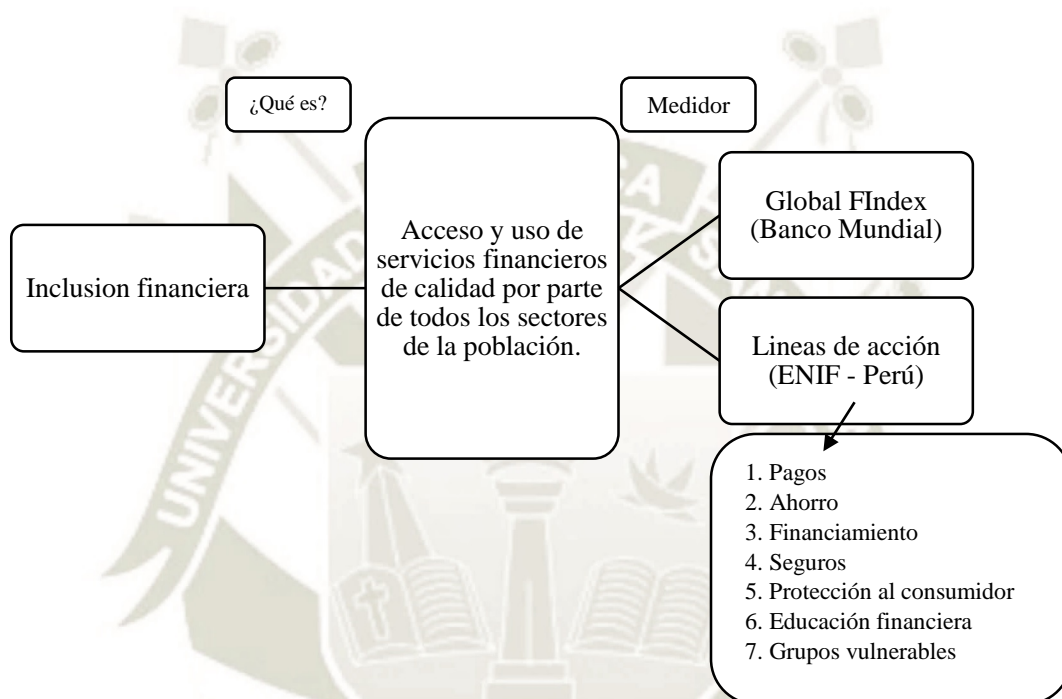 ¿Qué es?
Medidor
Inclusion financiera
Acceso y uso de
servicios financieros
de calidad por parte
de todos los sectores
de la población.
Global FIndex
(Banco Mundial)
Lineas de acción
(ENIF - Perú)
1. Pagos
2. Ahorro
3. Financiamiento
4. Seguros
5. Protección al consumidor
6. Educación financiera
7. Grupos vulnerables
UNIVERSIDAD